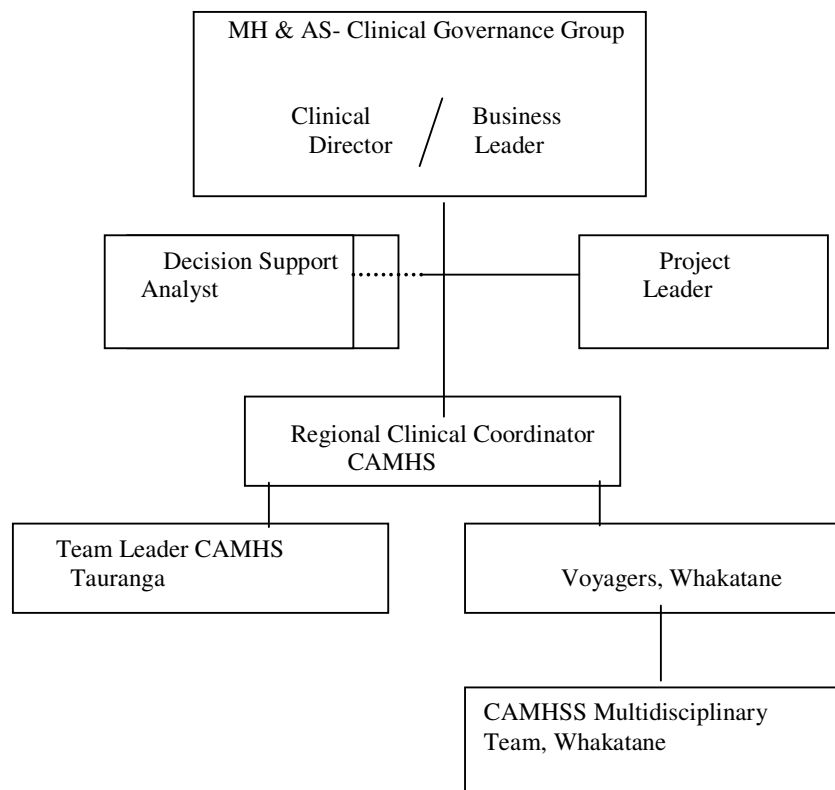 MH & AS- Clinical Governance Group
Clinical Director / Business Leader
Decision Support
Analyst
Project
Leader
Regional Clinical Coordinator
CAMHS
Team Leader CAMHS
Tauranga
Voyagers, Whakatane
CAMHSS Multidisciplinary
Team, Whakatane